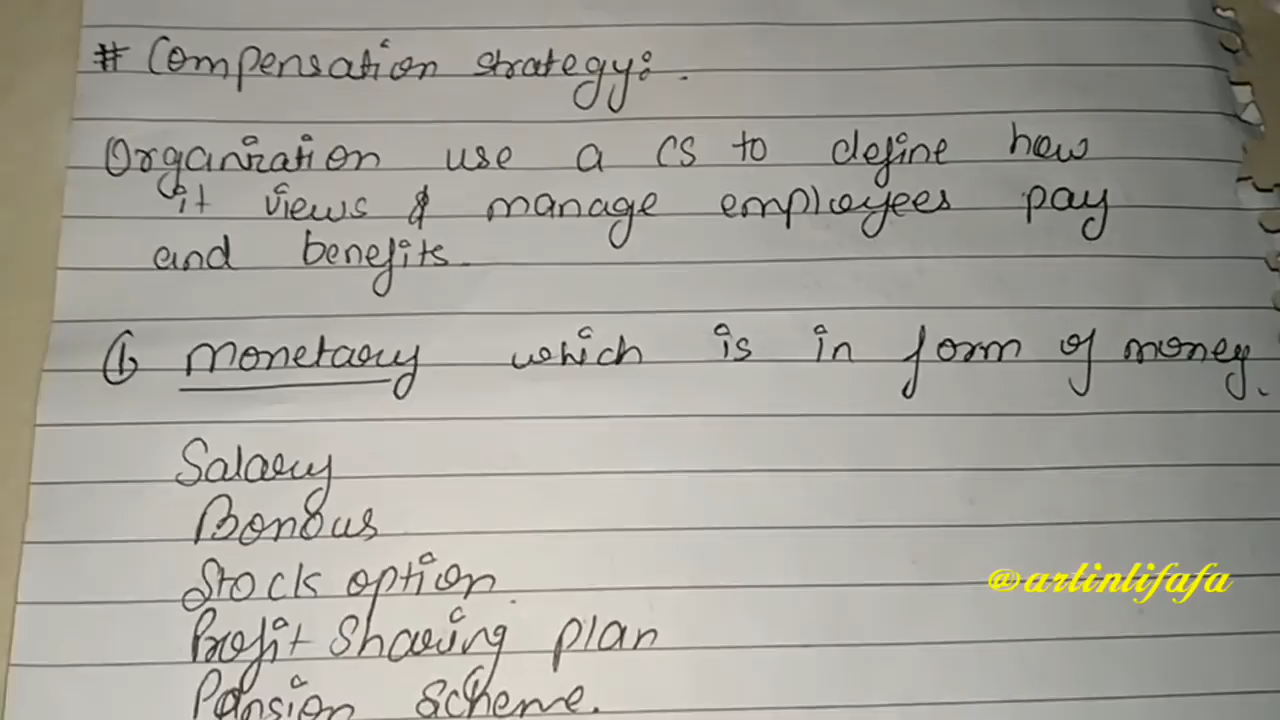 # Compensation strategy:.
Organization use a CS to define how
it views & manage employees pay
and benefits.
① Monetary which is in form of money.
Salary
Bonous
Stock option.
Profit sharing plan
Pansion scheme.
@artinlifafa